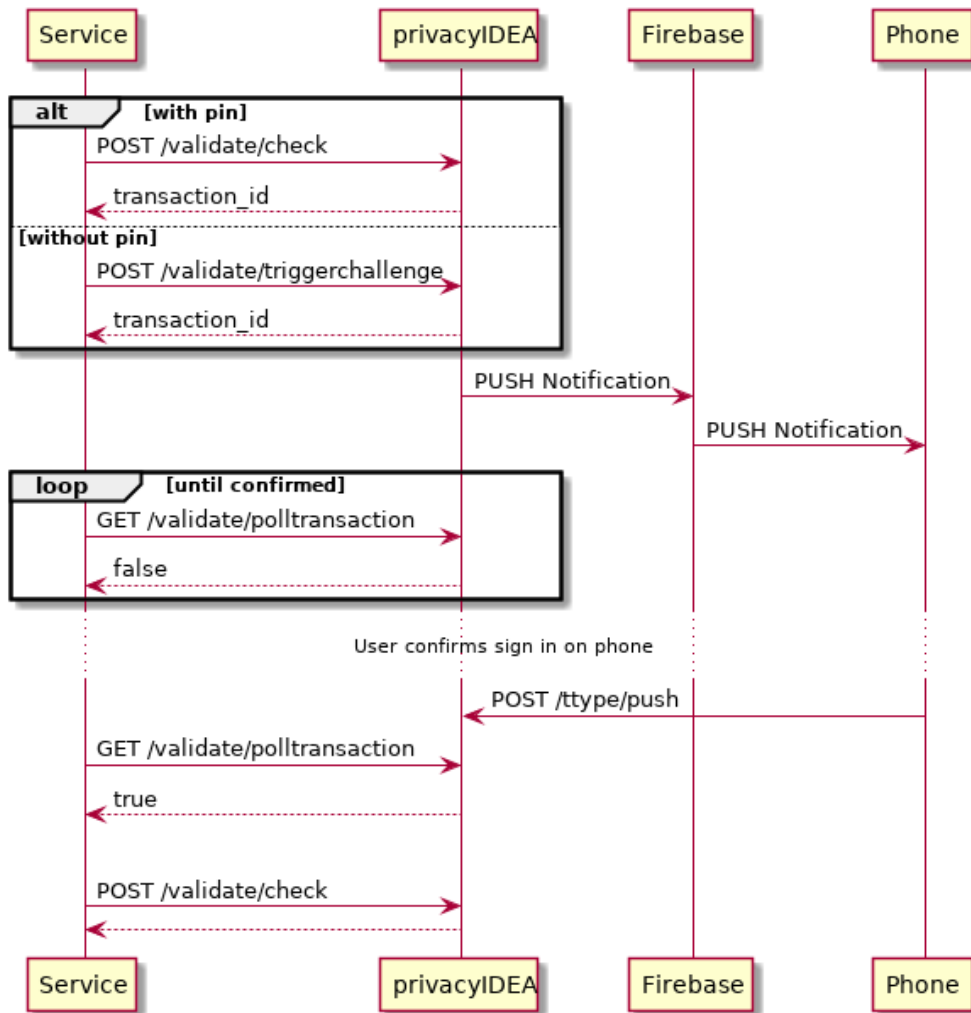 Service privacyIDEA Firebase Phone
alt [with pin]
POST /validate/check
transaction_id
[without pin]
POST /validate/triggerchallenge
transaction_id
PUSH Notification
PUSH Notification
loop [until confirmed]
GET /validate/polltransaction
false
User confirms sign in on phone
POST /ttype/push
GET /validate/polltransaction
true
POST /validate/check
Service privacyIDEA Firebase Phone